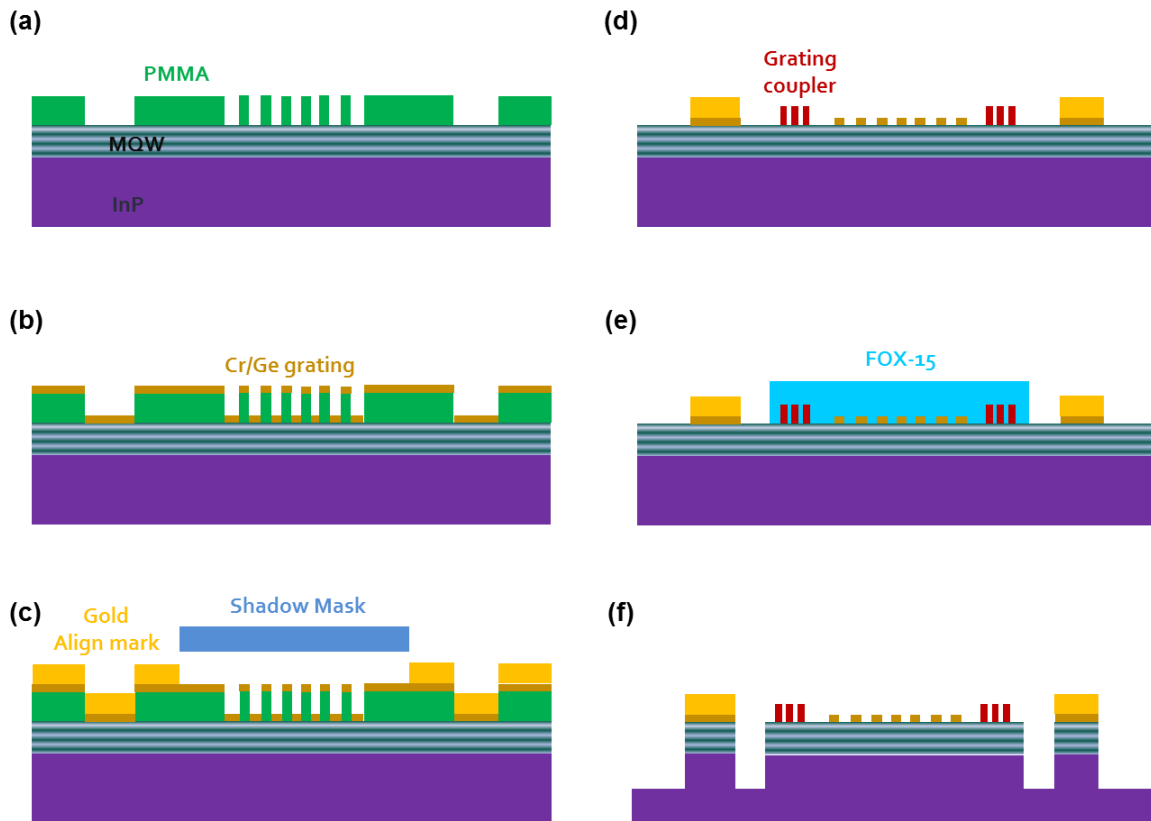 (a)
PMMA
MQW
InP
(b)
Cr/Ge grating
(c)
Gold
Align mark
Shadow Mask
(d)
Grating
coupler
(e)
FOX-15
(f)